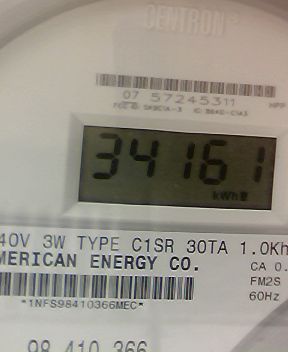 CENTRON®
07 57245311
34161
kWh
40V 3W TYPE C1SR 30TA 1.0Kh
MERICAN ENERGY CO.
CA 0.
FM2S
60Hz
*1NFS98410366MEC*
98 410 366